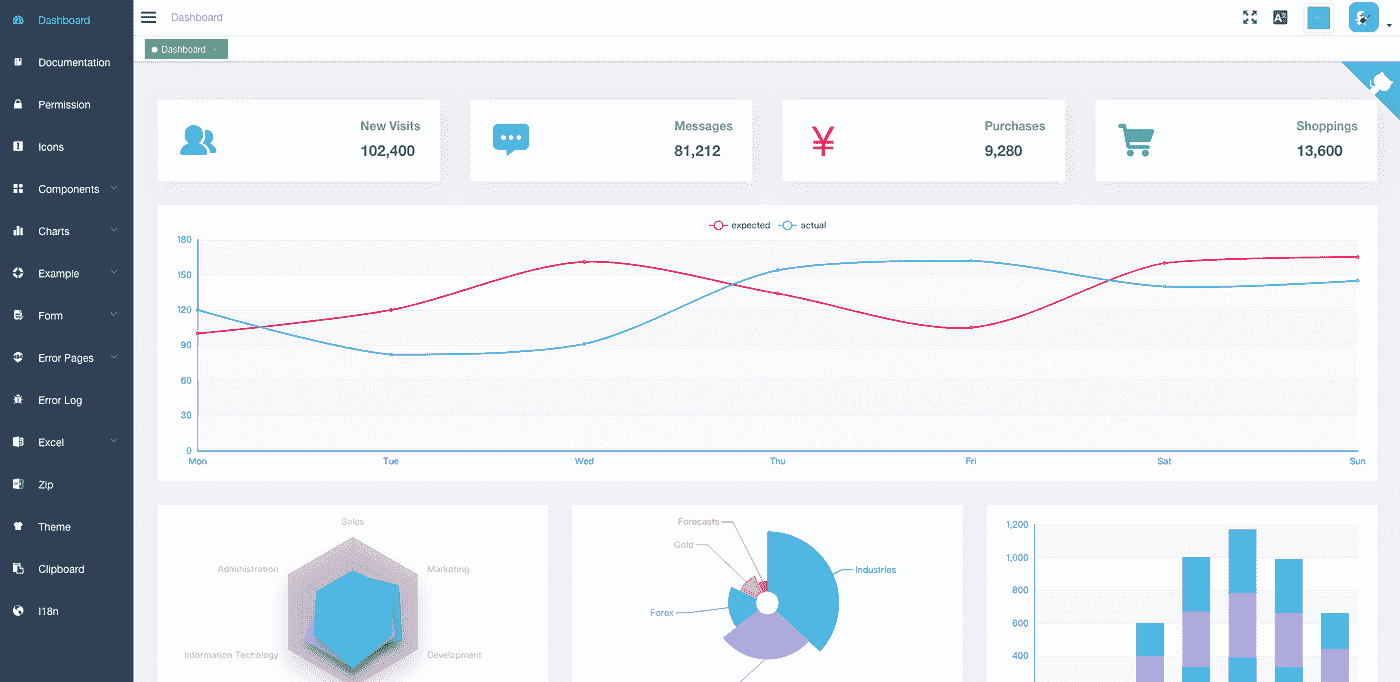 Dashboard
Documentation
Permission
Icons
Components
Charts
Example
Form
Error Pages
Error Log
Excel
Zip
Theme
Clipboard
I18n
Dashboard
Dashboard
New Visits
102,400
Messages
81,212
Purchases
9,280
Shoppings
13,600
expected
actual
180
150
120
90
60
30
0
Mon
Tue
Wed
Thu
Fri
Sat
Sun
Sales
Administration
Marketing
Information Techology
Development
Forecasts
Gold
Industries
Forex
1,200
1,000
800
600
400